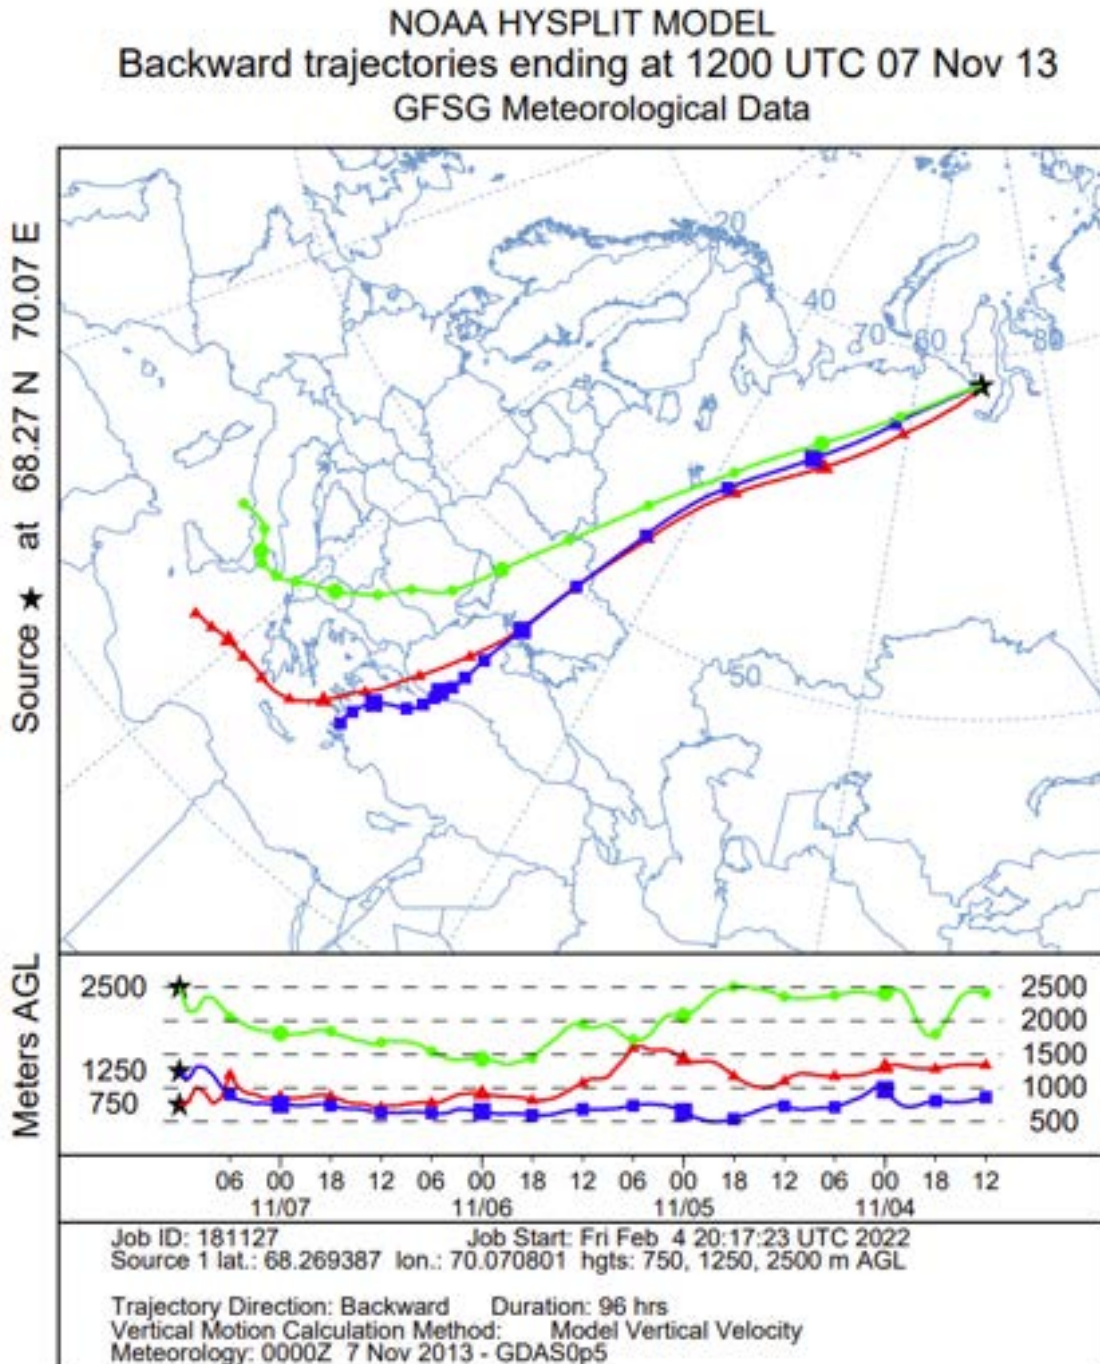 NOAA HYSPLIT MODEL
Backward trajectories ending at 1200 UTC 07 Nov 13
GFSG Meteorological Data
Source ★ at 68.27 N 70.07 E
20
40
70 60 80
50
Meters AGL
2500 2500
2000
1500
1250
1000
750
500
06 00 18 12 06 00 18 12 06 00 18 12 06 00 18 12
11/07 11/06 11/05 11/04
Job ID: 181127 Job Start: Fri Feb 4 20:17:23 UTC 2022
Source 1 lat.: 68.269387 lon.: 70.070801 hgts: 750, 1250, 2500 m AGL
Trajectory Direction: Backward Duration: 96 hrs
Vertical Motion Calculation Method: Model Vertical Velocity
Meteorology: 0000Z 7 Nov 2013 - GDAS0p5